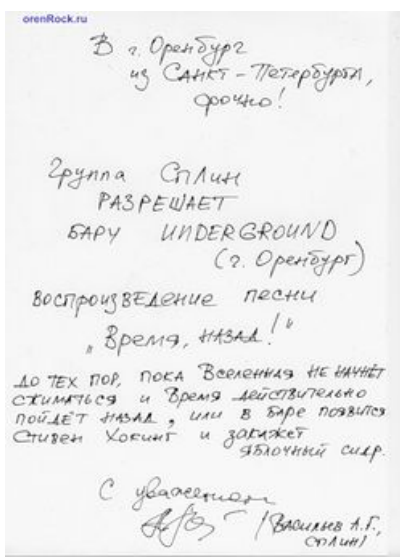 orenRock.ru
В г. Оренбург
из Санкт-Петербурга,
срочно!
Группа Сплин
РАЗРЕШАЕТ
БАРУ UNDERGROUND
(г. Оренбург)
воспроизведение песни
„Время, назад!"
до тех пор, пока Вселенная не начнёт
сжиматься и время действительно
пойдёт назад, или в баре появится
Стивен Хокинг и закажет
яблочный сидр.
С уважением
/Васильев А.Г.,
Сплин/